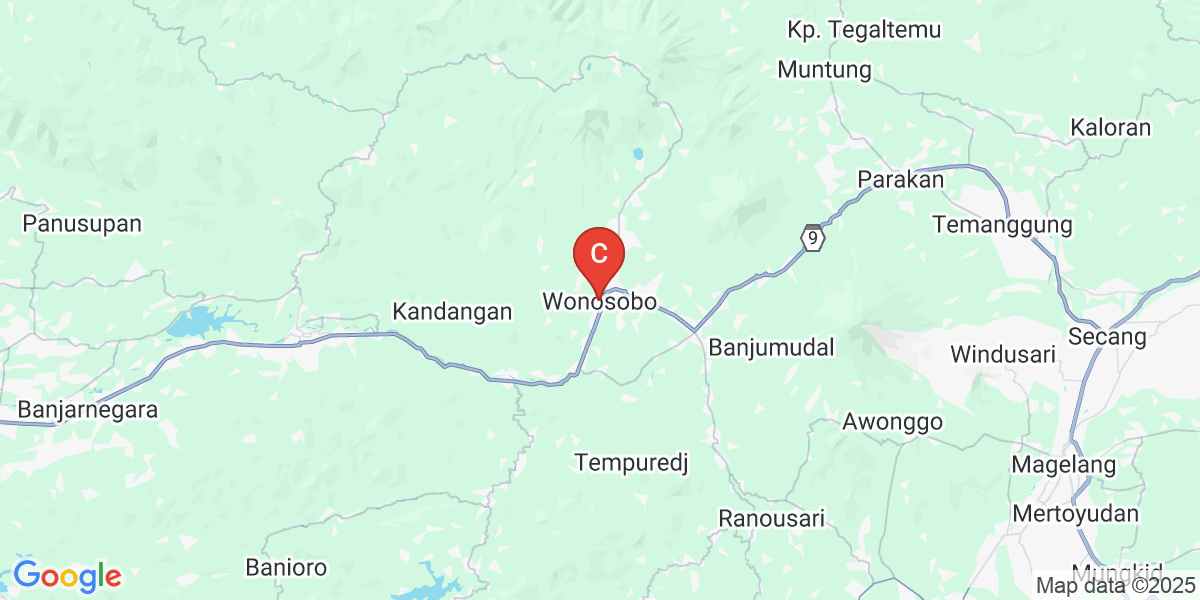 Kp. Tegaltemu
Muntung
Kaloran
Parakan
Panusupan
Temanggung
9
C
Wonosobo
Kandangan
Secang
Banjumudal
Windusari
Banjarnegara
Awonggo
Tempuredj
Magelang
Mertoyudan
Ranousari
Banioro
Mungkid
Google
Map data ©2025